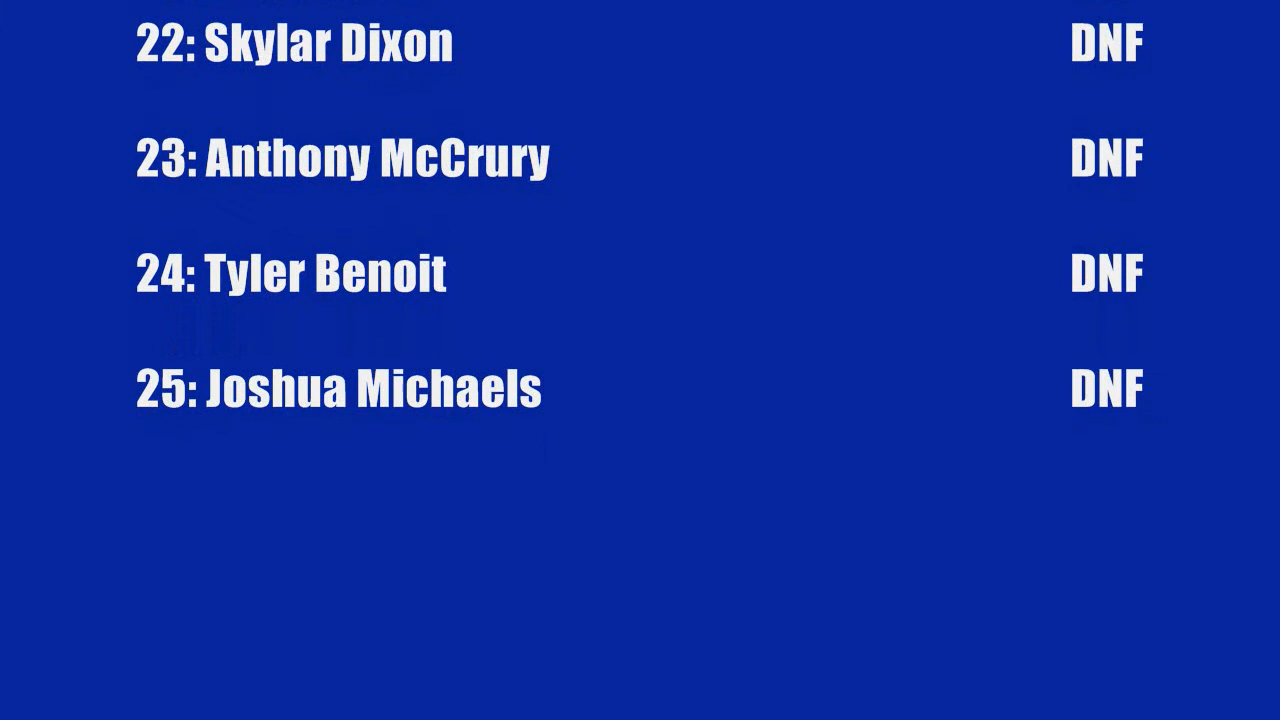 22: Skylar Dixon DNF
23: Anthony McCrury DNF
24: Tyler Benoit DNF
25: Joshua Michaels DNF